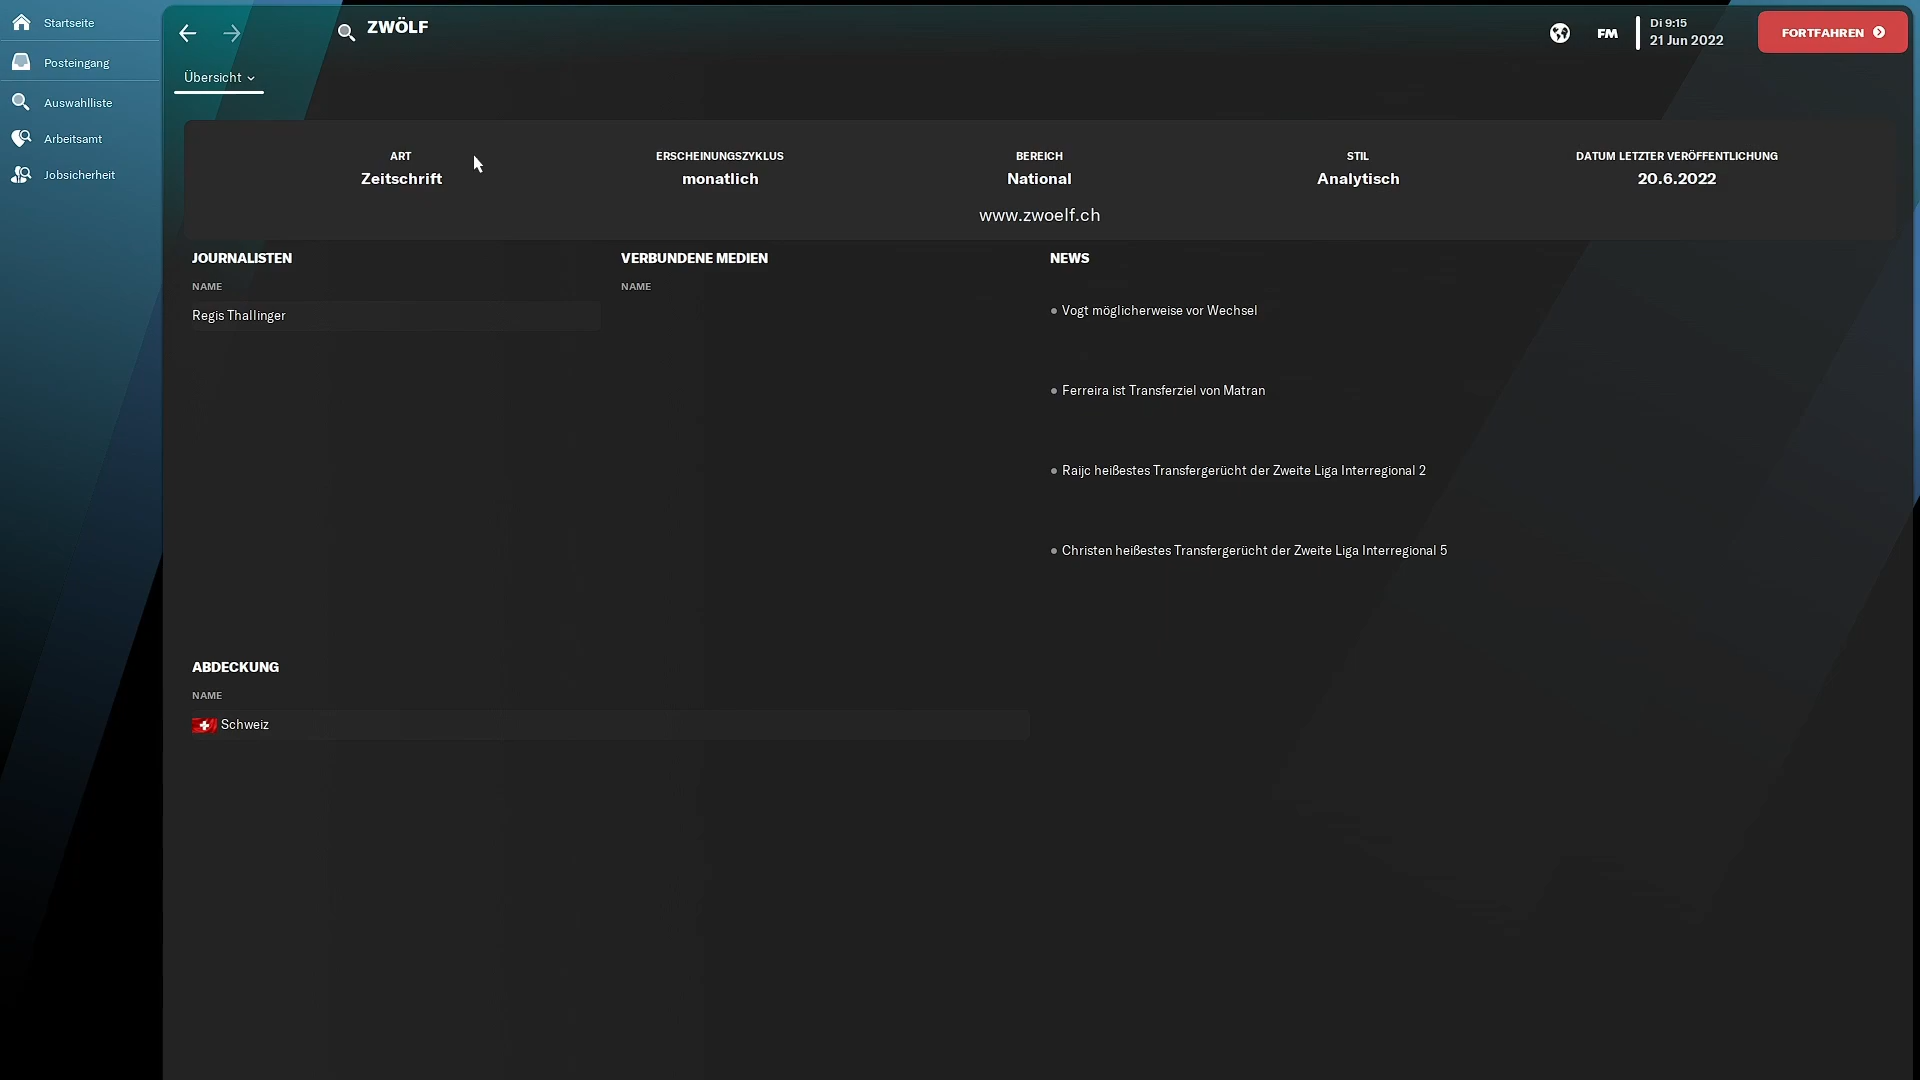 Startseite
Posteingang
Auswahlliste
Arbeitsamt
Jobsicherheit
ZWÖLF
FM
Di 9:15
21 Jun 2022
FORTFAHREN
Übersicht
ART
Zeitschrift
ERSCHEINUNGSZYKLUS
monatlich
BEREICH
National
STIL
Analytisch
DATUM LETZTER VERÖFFENTLICHUNG
20.6.2022
www.zwoelf.ch
JOURNALISTEN
NAME
Regis Thallinger
VERBUNDENE MEDIEN
NAME
NEWS
Vogt möglicherweise vor Wechsel
Ferreira ist Transferziel von Matran
Raijc heißestes Transfergerücht der Zweite Liga Interregional 2
Christen heißestes Transfergerücht der Zweite Liga Interregional 5
ABDECKUNG
NAME
Schweiz